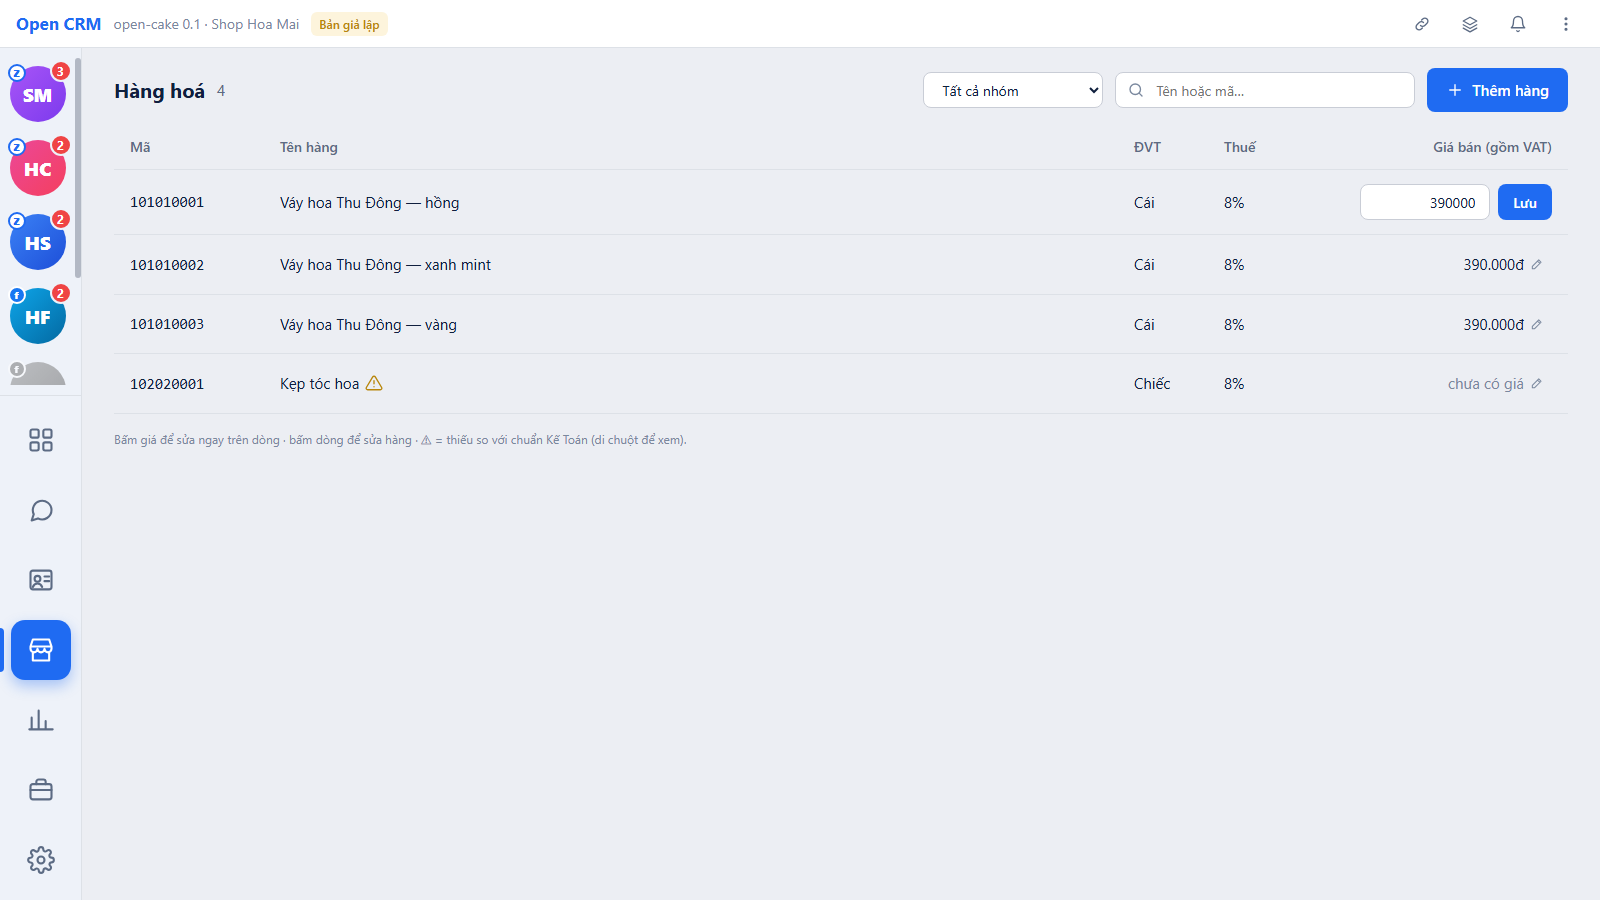 Open CRM open-cake 0.1 · Shop Hoa Mai Bản giả lập
SM 3
HC 2
HS 2
HF 2
Hàng hoá 4 Tất cả nhóm Tên hoặc mã... Thêm hàng
Mã Tên hàng ĐVT Thuế Giá bán (gồm VAT)
101010001 Váy hoa Thu Đông — hồng Cái 8% 390000 Lưu
101010002 Váy hoa Thu Đông — xanh mint Cái 8% 390.000đ
101010003 Váy hoa Thu Đông — vàng Cái 8% 390.000đ
102020001 Kẹp tóc hoa Chiếc 8% chưa có giá
Bấm giá để sửa ngay trên dòng · bấm dòng để sửa hàng · ⚠ = thiếu so với chuẩn Kế Toán (di chuột để xem).